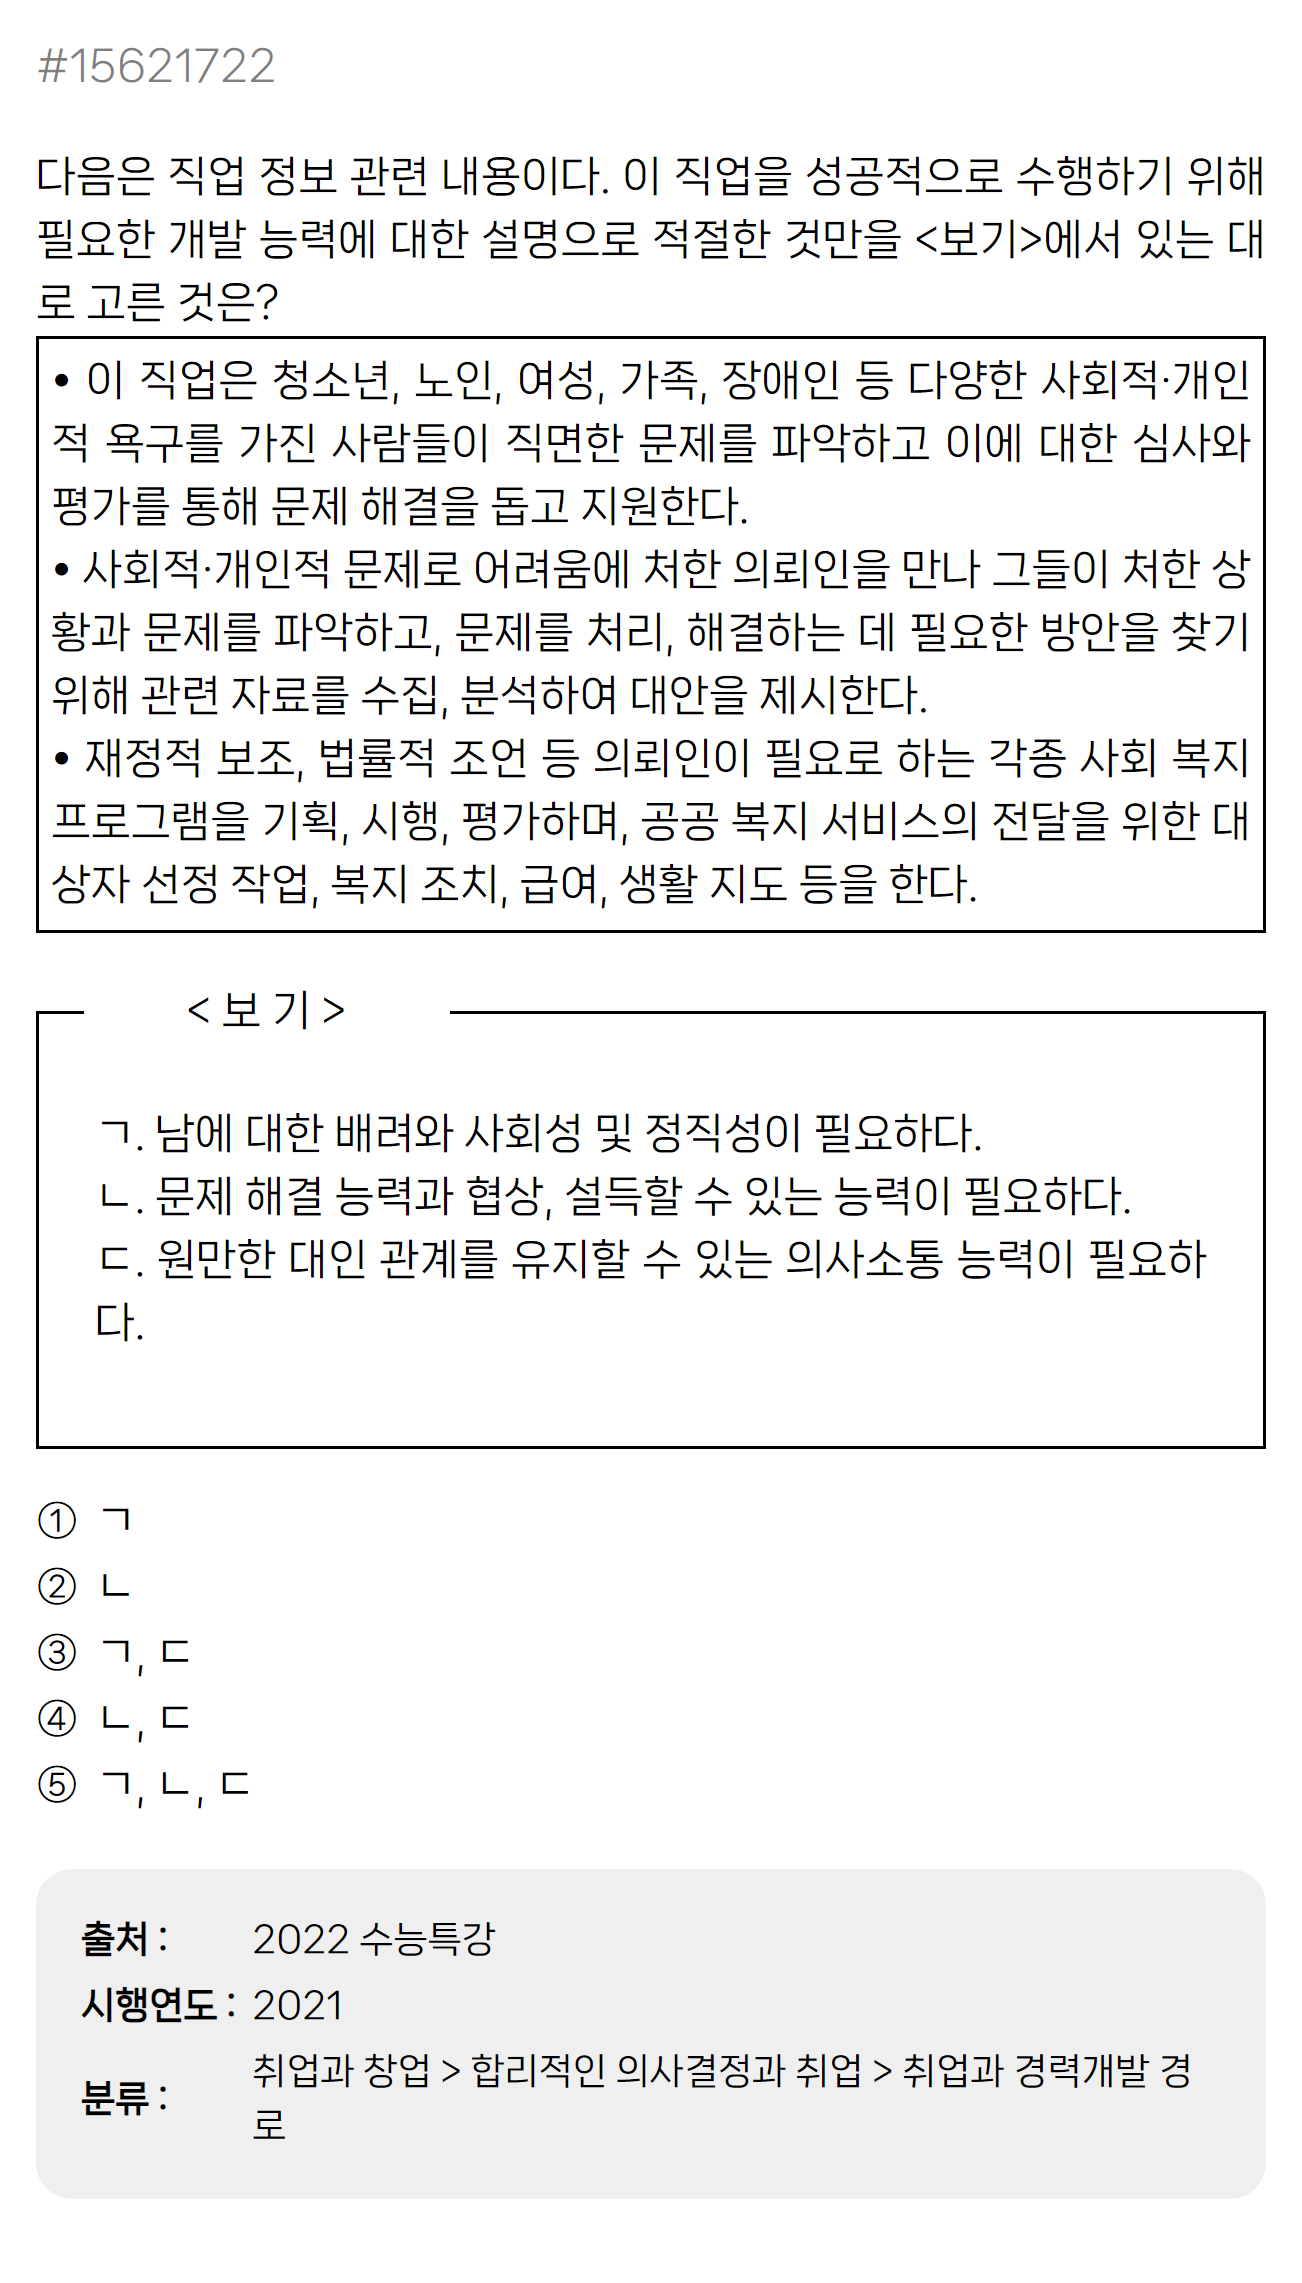 #15621722
다음은 직업 정보 관련 내용이다. 이 직업을 성공적으로 수행하기 위해
필요한 개발 능력에 대한 설명으로 적절한 것만을 <보기>에서 있는 대
로 고른 것은?
• 이 직업은 청소년, 노인, 여성, 가족, 장애인 등 다양한 사회적·개인
적 욕구를 가진 사람들이 직면한 문제를 파악하고 이에 대한 심사와
평가를 통해 문제 해결을 돕고 지원한다.
• 사회적·개인적 문제로 어려움에 처한 의뢰인을 만나 그들이 처한 상
황과 문제를 파악하고, 문제를 처리, 해결하는 데 필요한 방안을 찾기
위해 관련 자료를 수집, 분석하여 대안을 제시한다.
• 재정적 보조, 법률적 조언 등 의뢰인이 필요로 하는 각종 사회 복지
프로그램을 기획, 시행, 평가하며, 공공 복지 서비스의 전달을 위한 대
상자 선정 작업, 복지 조치, 급여, 생활 지도 등을 한다.
< 보 기 >
ㄱ. 남에 대한 배려와 사회성 및 정직성이 필요하다.
ㄴ. 문제 해결 능력과 협상, 설득할 수 있는 능력이 필요하다.
ㄷ. 원만한 대인 관계를 유지할 수 있는 의사소통 능력이 필요하
다.
① ㄱ
② ㄴ
③ ㄱ, ㄷ
④ ㄴ, ㄷ
⑤ ㄱ, ㄴ, ㄷ
출처 : 2022 수능특강
시행연도 : 2021
분류 : 취업과 창업 > 합리적인 의사결정과 취업 > 취업과 경력개발 경
로